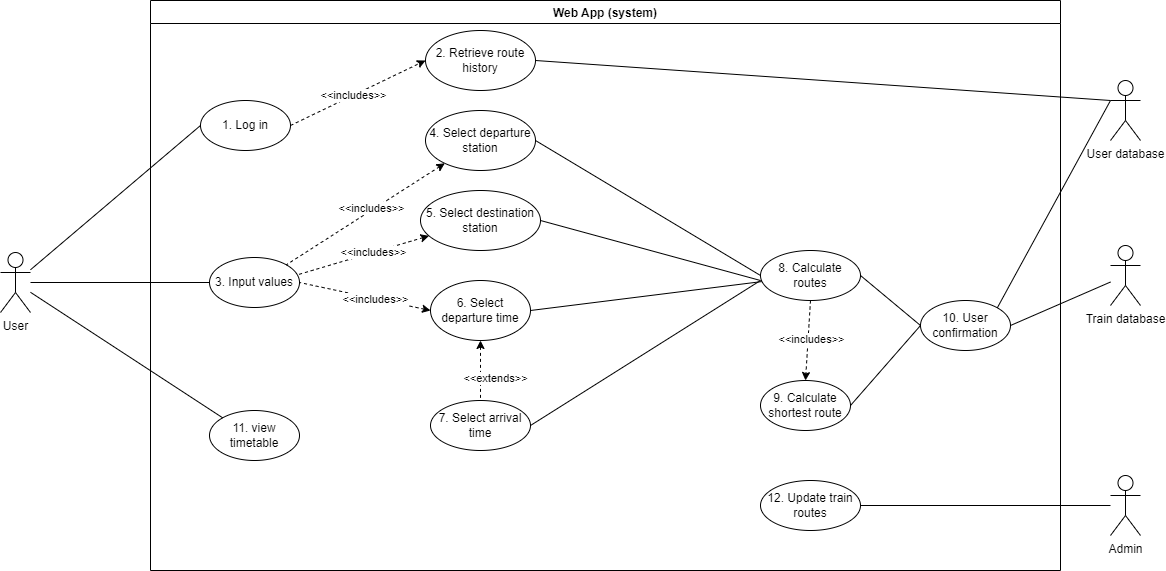 Web App (system)
2. Retrieve route
history
<<includes>>
1. Log in
User database
4. Select departure
station
<<includes>>
5. Select destination
station
<<includes>>
3. Input values
8. Calculate
routes
<<includes>>
6. Select
departure time
User
Train database
10. User
confirmation
<<includes>>
<<extends>>
9. Calculate
shortest route
7. Select arrival
time
11. view
timetable
12. Update train
routes
Admin